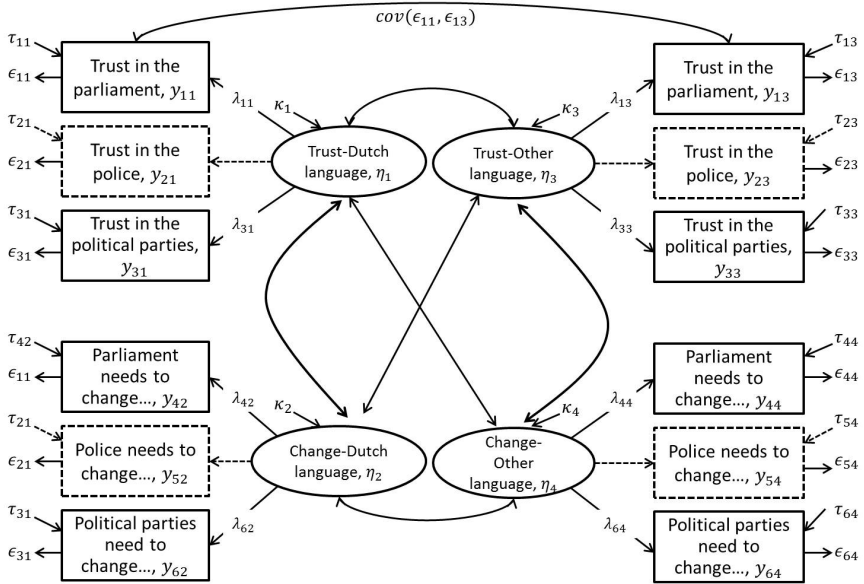 cov(ϵ₁₁, ϵ₁₃)
τ₁₁
ϵ₁₁
Trust in the
parliament, y₁₁
λ₁₁
κ₁
κ₃
λ₁₃
Trust in the
parliament, y₁₃
τ₁₃
ϵ₁₃
τ₂₁
ϵ₂₁
Trust in the
police, y₂₁
Trust-Dutch
language, η₁
Trust-Other
language, η₃
Trust in the
police, y₂₃
τ₂₃
ϵ₂₃
τ₃₁
ϵ₃₁
Trust in the
political parties,
y₃₁
λ₃₁
λ₃₃
Trust in the
political parties,
y₃₃
τ₃₃
ϵ₃₃
τ₄₂
ϵ₁₁
Parliament
needs to
change…, y₄₂
λ₄₂
κ₂
κ₄
λ₄₄
Parliament
needs to
change…, y₄₄
τ₄₄
ϵ₄₄
τ₂₁
ϵ₂₁
Police needs to
change…, y₅₂
Change-Dutch
language, η₂
Change-
Other
language, η₄
Police needs to
change…, y₅₄
τ₅₄
ϵ₅₄
τ₃₁
ϵ₃₁
Political parties
need to
change…, y₆₂
λ₆₂
λ₆₄
Political parties
need to
change…, y₆₄
τ₆₄
ϵ₆₄